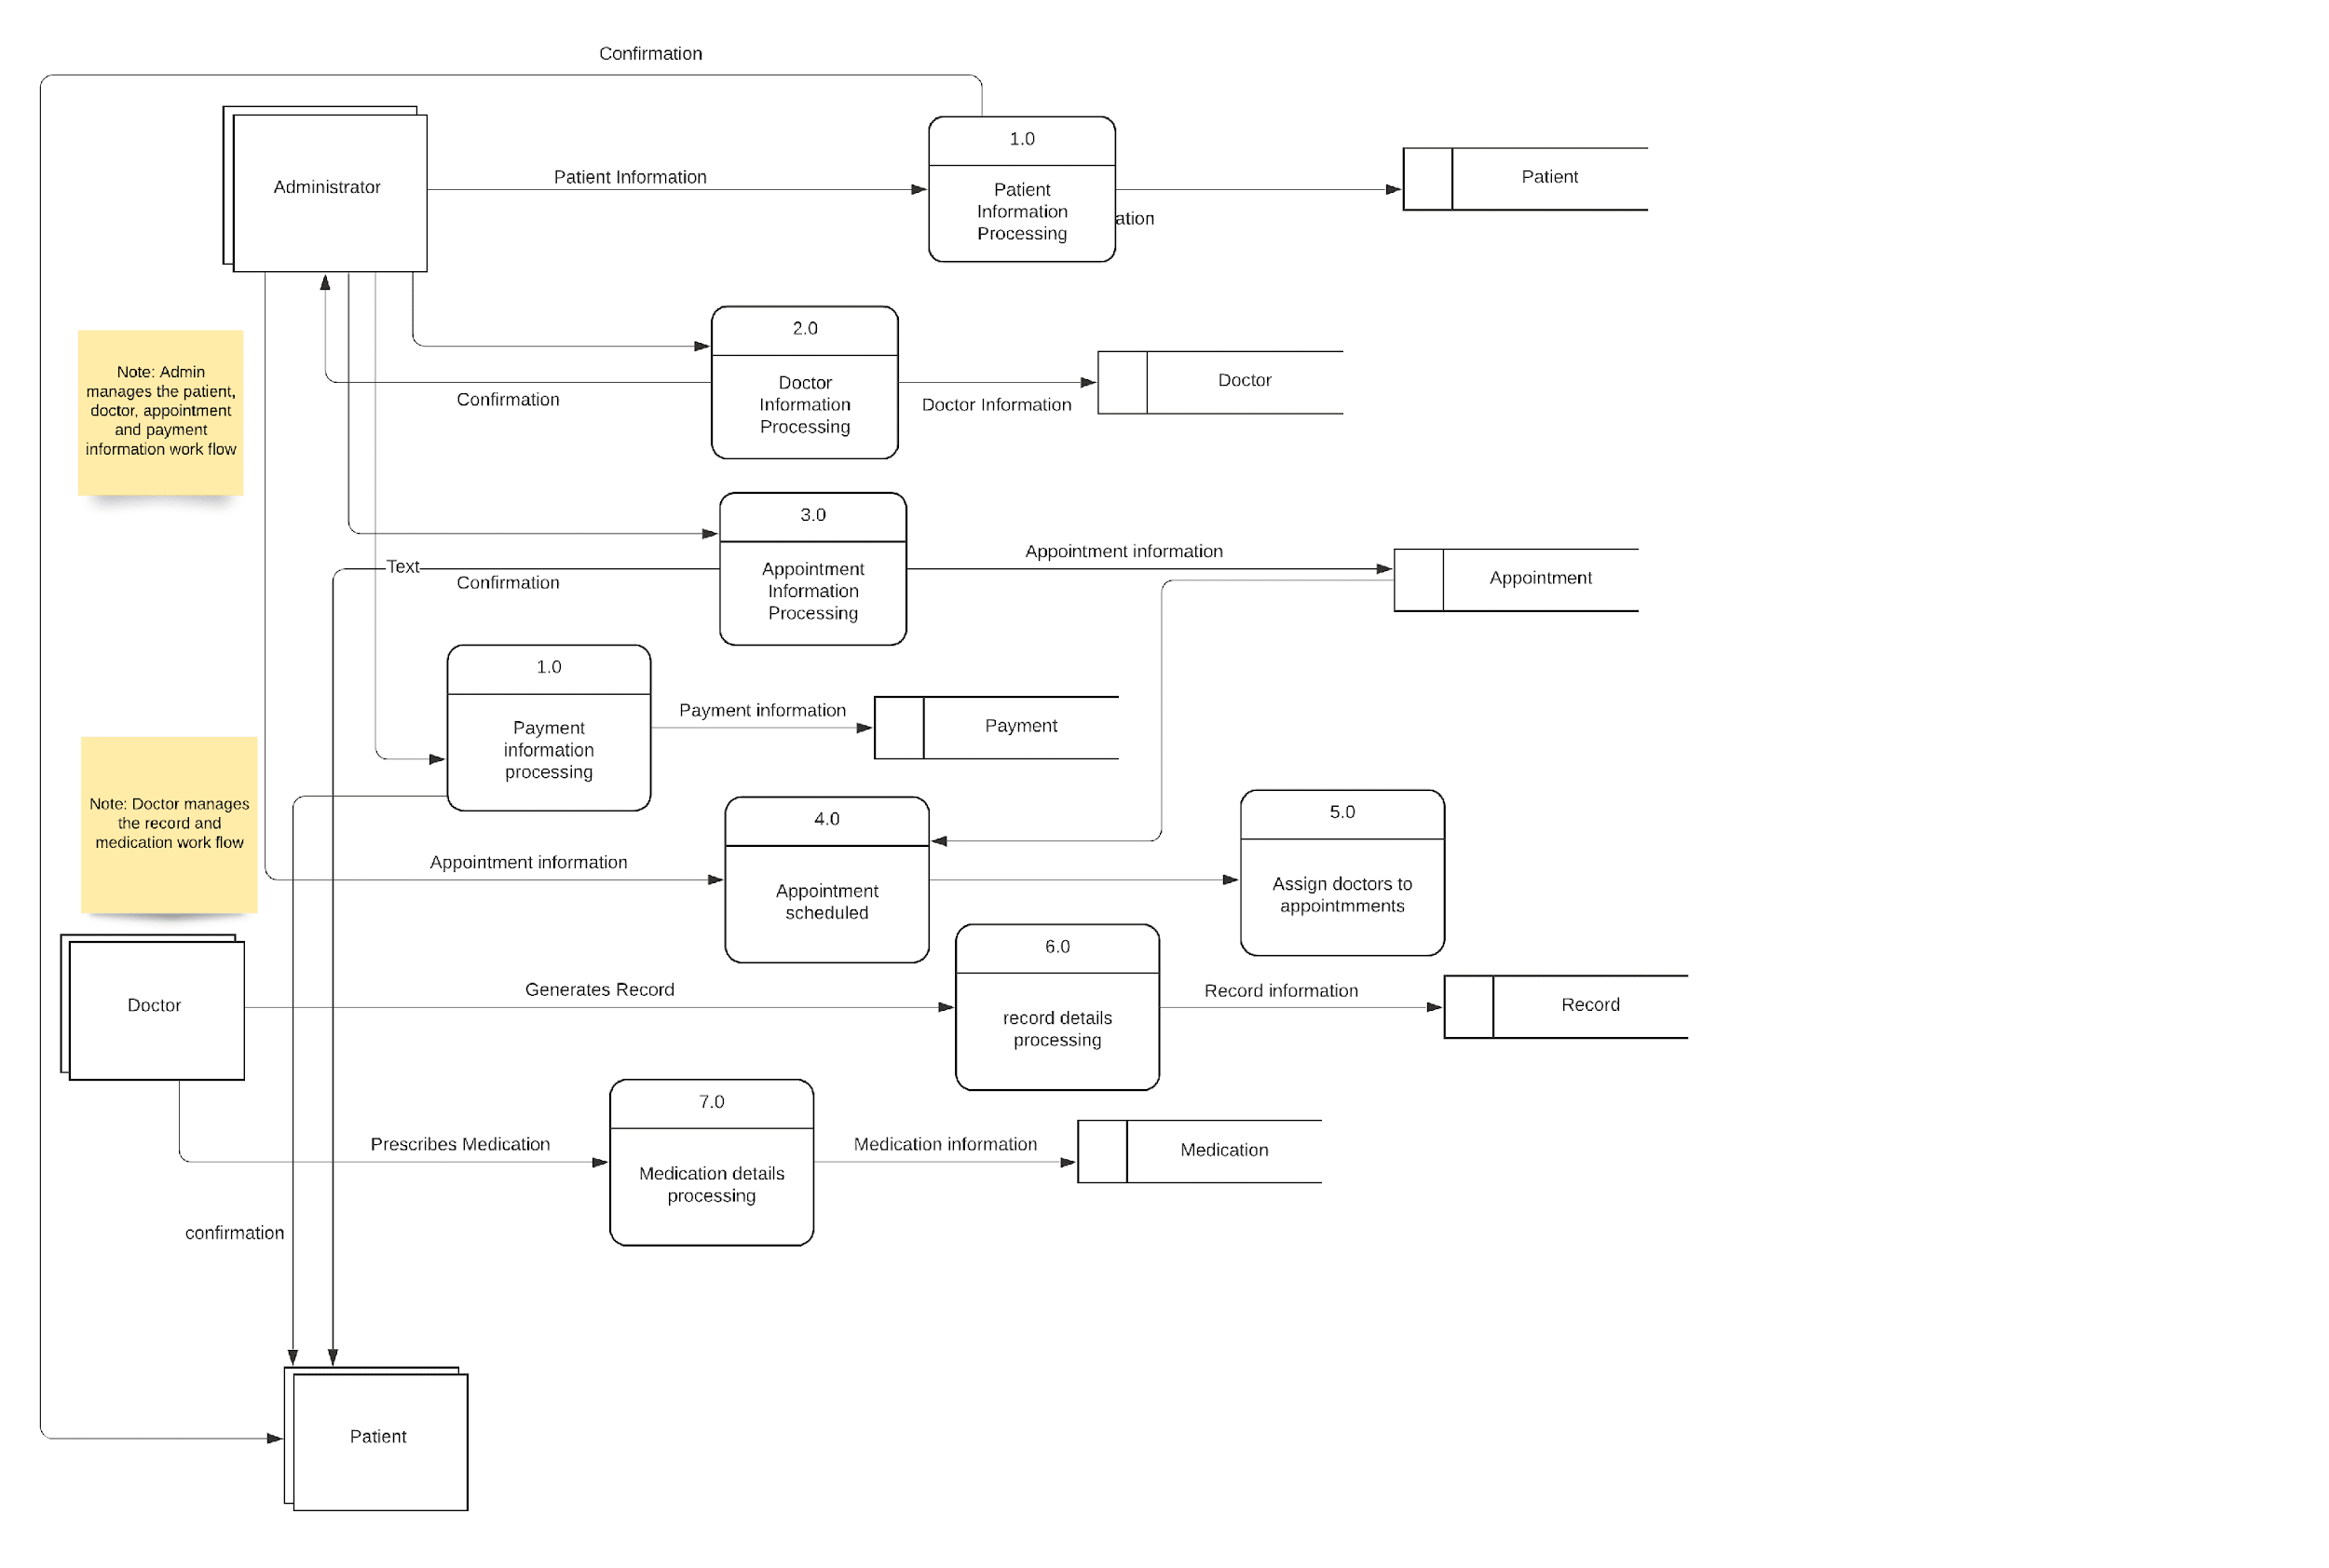 Confirmation
1.0
Administrator
Patient Information
Patient
Information
Processing
ation
Patient
2.0
Doctor
Information
Processing
Confirmation
Doctor Information
Doctor
Note: Admin
manages the patient,
doctor, appointment
and payment
information work flow
3.0
Appointment
Information
Processing
Text
Confirmation
Appointment information
Appointment
1.0
Payment
information
processing
Payment information
Payment
Note: Doctor manages
the record and
medication work flow
4.0
Appointment
scheduled
Appointment information
5.0
Assign doctors to
appointmments
Doctor
Generates Record
6.0
record details
processing
Record information
Record
7.0
Prescribes Medication
Medication details
processing
Medication information
Medication
confirmation
Patient